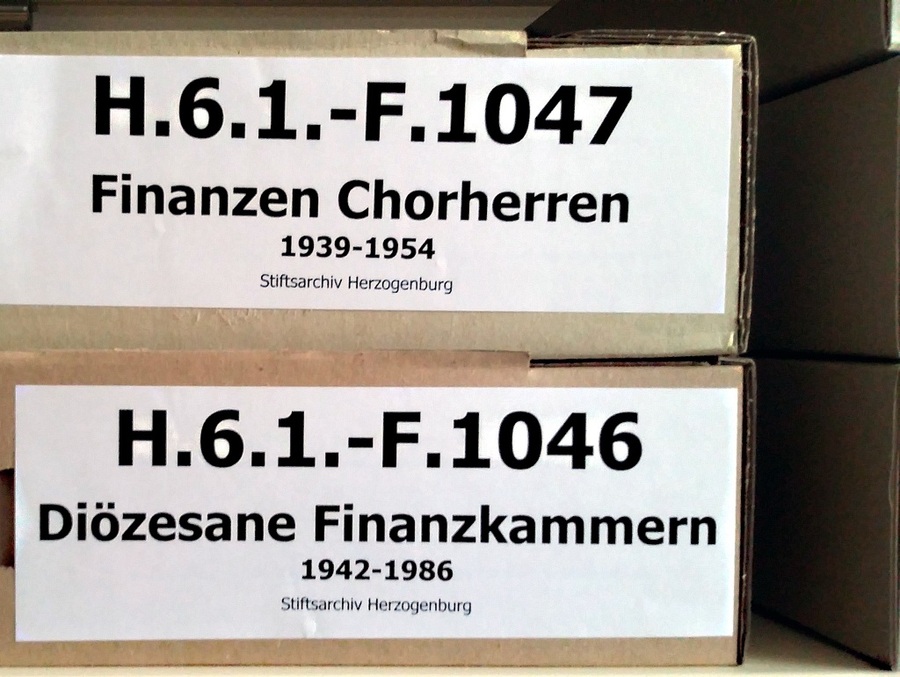 H.6.1.-F.1047
Finanzen Chorherren
1939-1954
Stiftsarchiv Herzogenburg
H.6.1.-F.1046
Diözesane Finanzkammern
1942-1986
Stiftsarchiv Herzogenburg